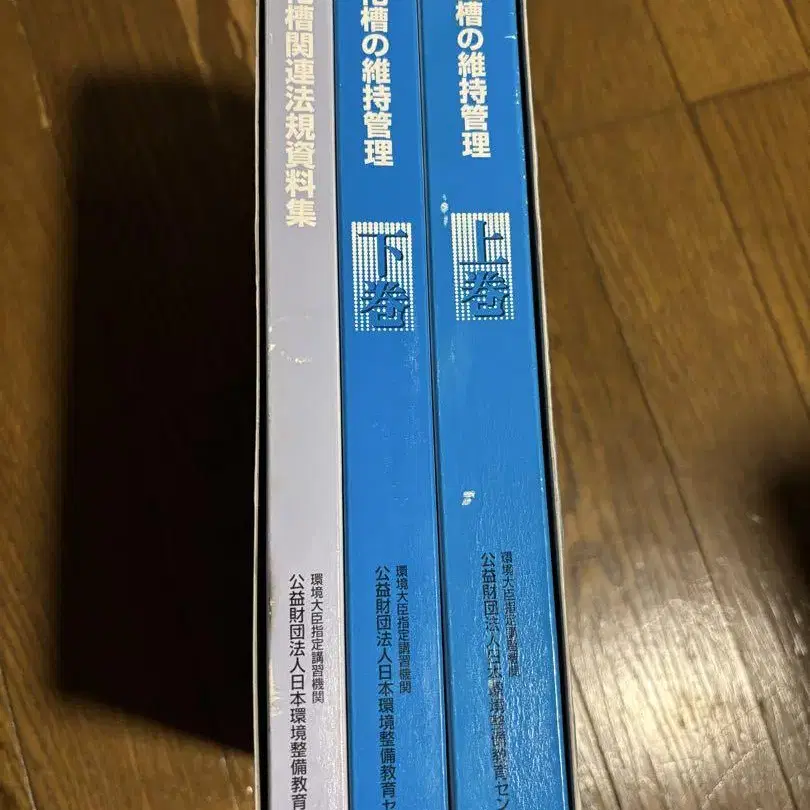 槽の維持管理
上巻
環境大臣指定講習機関
公益財団法人日本環境整備教育セン
化槽の維持管理
下巻
環境大臣指定講習機関
公益財団法人日本環境整備教育セ
化槽関連法規資料集
環境大臣指定講習機関
公益財団法人日本環境整備教育